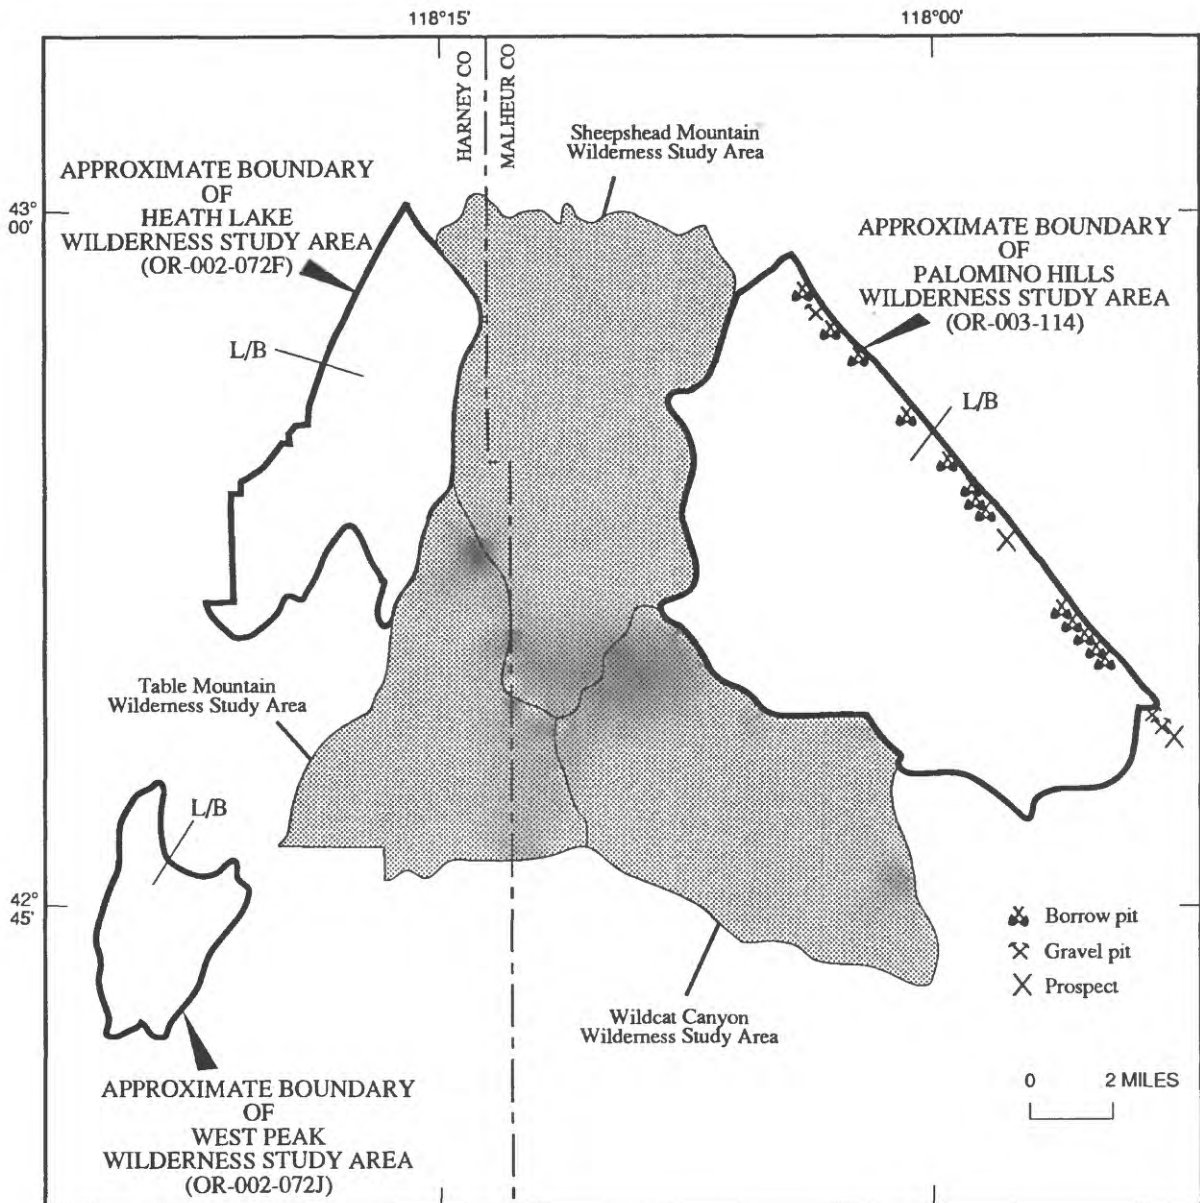 118°15'
118°00'
HARNEY CO
MALHEUR CO
Sheepshead Mountain
Wilderness Study Area
APPROXIMATE BOUNDARY
OF
HEATH LAKE
WILDERNESS STUDY AREA
(OR-002-072F)
43°
00'
APPROXIMATE BOUNDARY
OF
PALOMINO HILLS
WILDERNESS STUDY AREA
(OR-003-114)
L/B
L/B
Table Mountain
Wilderness Study Area
L/B
42°
45'
Borrow pit
Gravel pit
Prospect
Wildcat Canyon
Wilderness Study Area
0 2 MILES
APPROXIMATE BOUNDARY
OF
WEST PEAK
WILDERNESS STUDY AREA
(OR-002-072J)